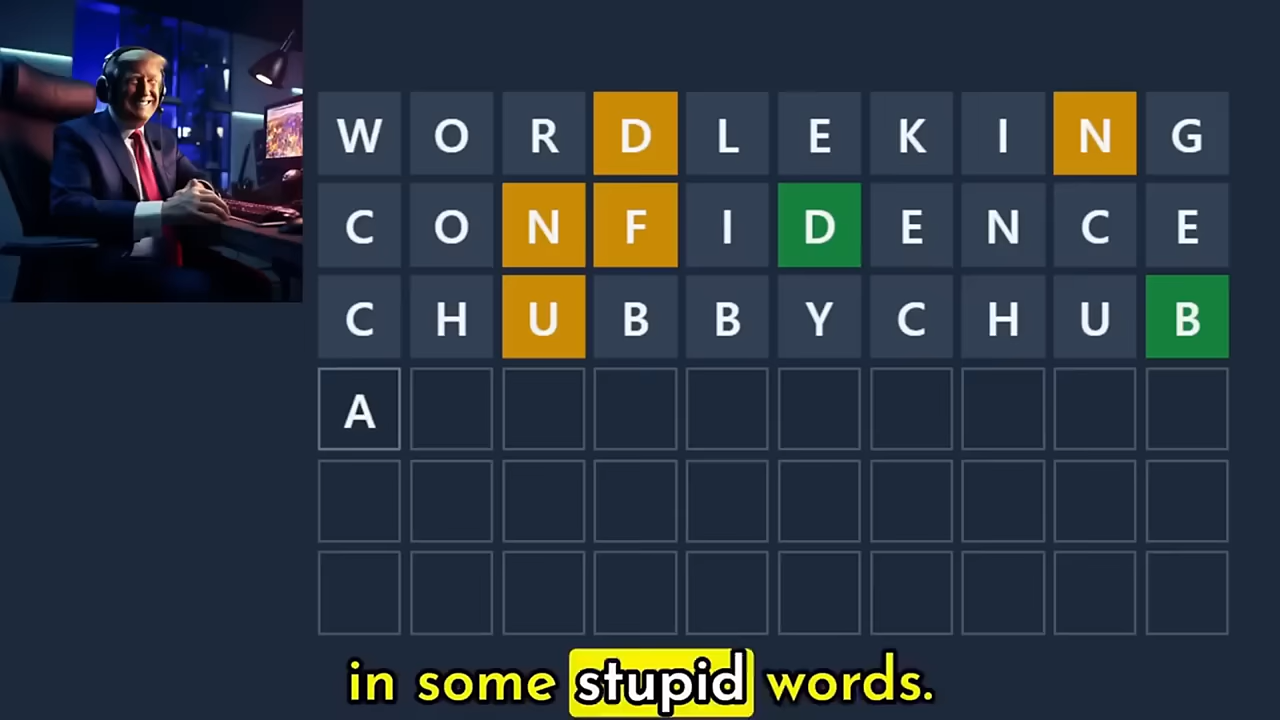 WORDLEKING
CONFIDENCE
CHUBBYCHUB
A
in some stupid words.